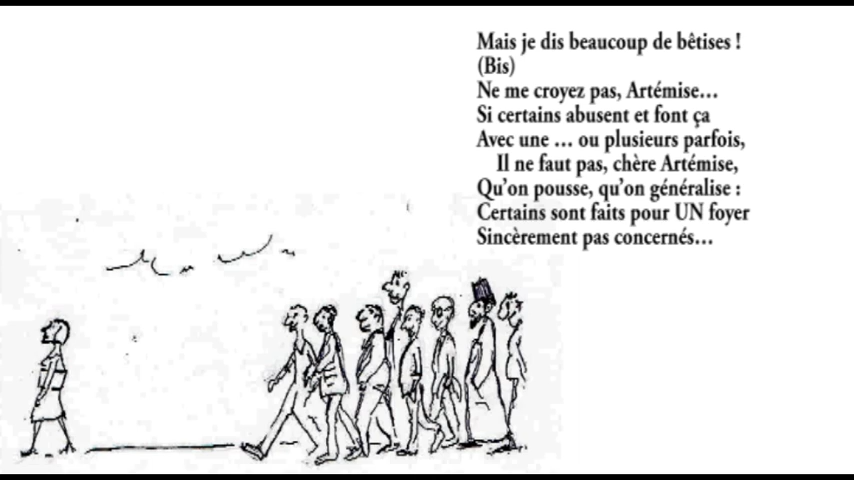 Mais je dis beaucoup de bêtises !
(Bis)
Ne me croyez pas, Artémise…
Si certains abusent et font ça
Avec une … ou plusieurs parfois,
Il ne faut pas, chère Artémise,
Qu'on pousse, qu'on généralise :
Certains sont faits pour UN foyer
Sincèrement pas concernés…